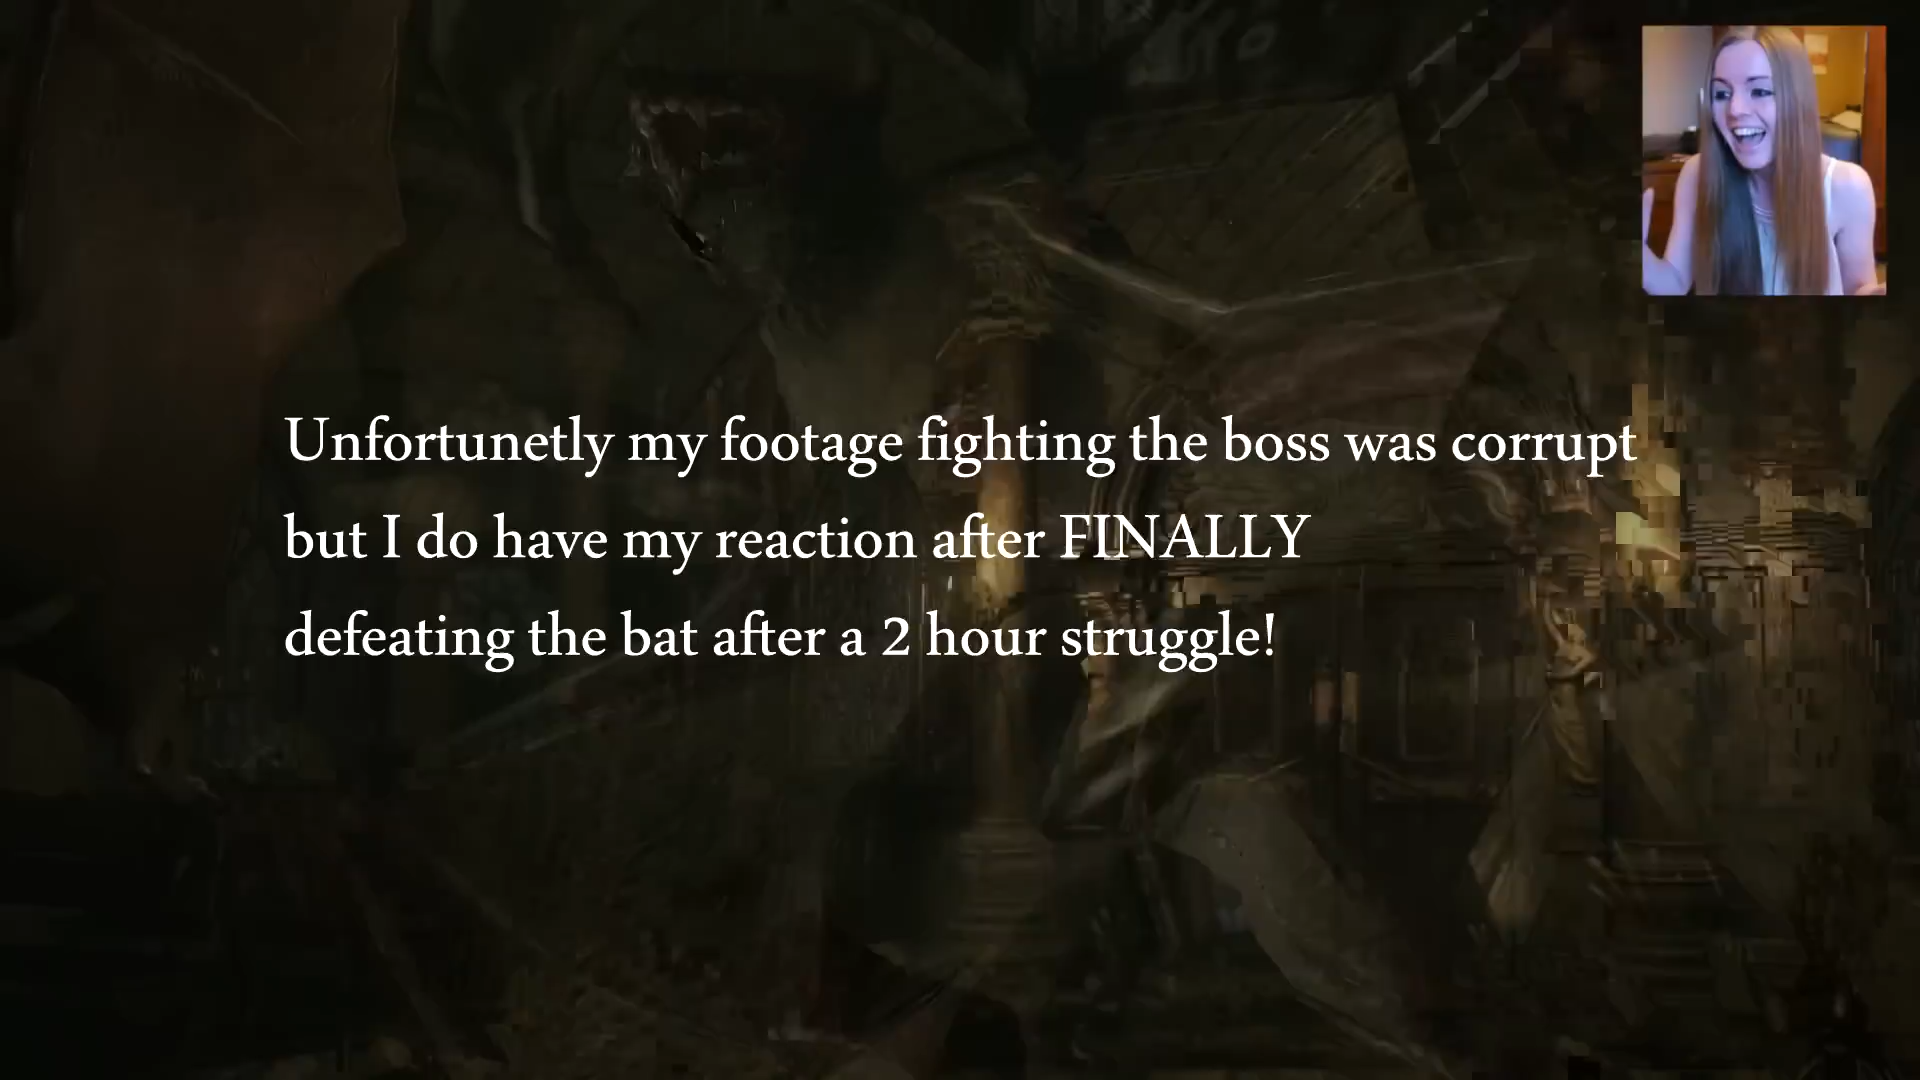 Unfortunetly my footage fighting the boss was corrupt
but I do have my reaction after FINALLY
defeating the bat after a 2 hour struggle!